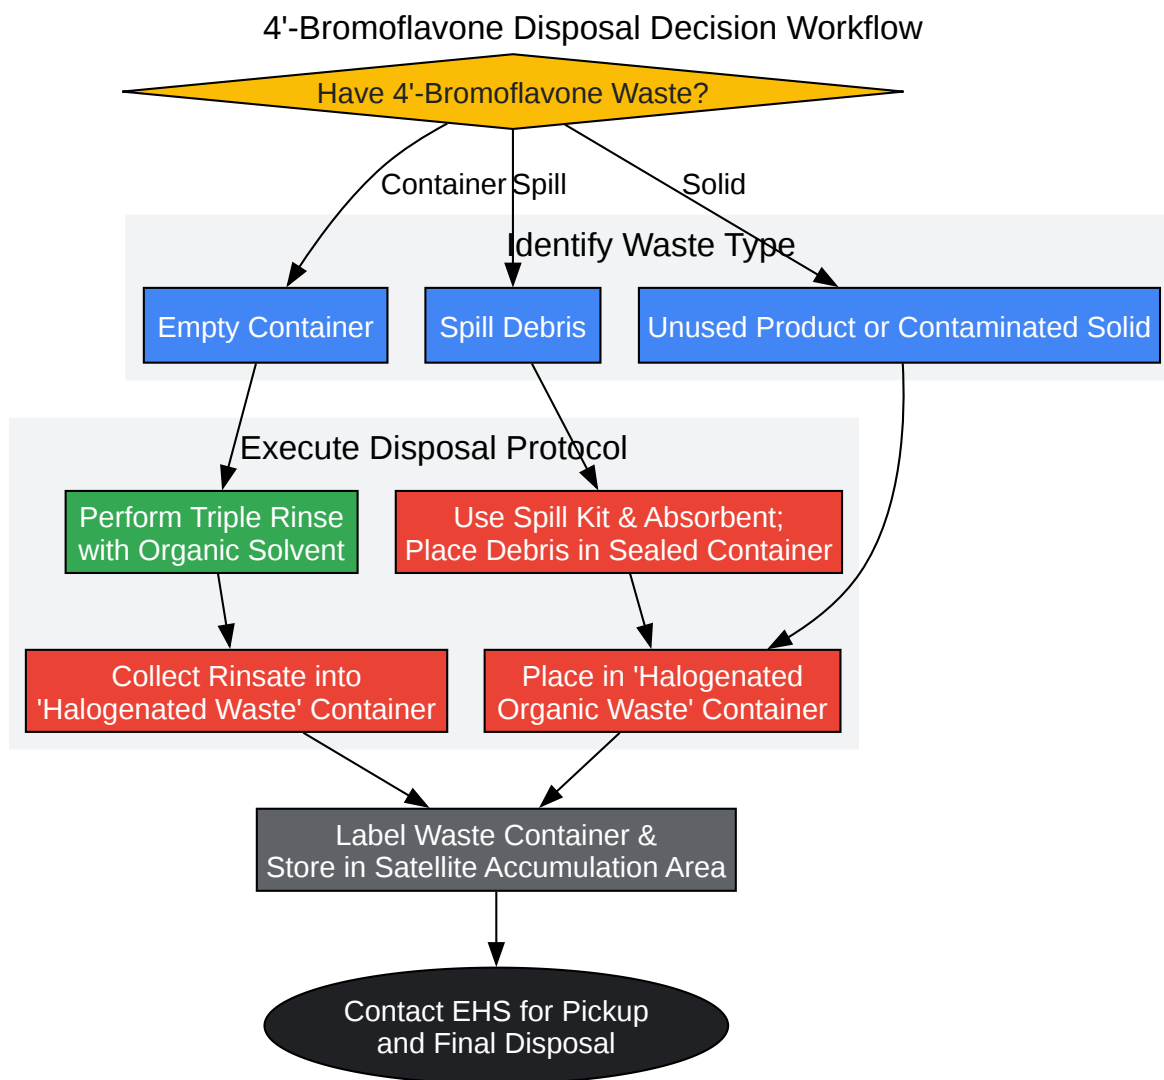 4'-Bromoflavone Disposal Decision Workflow
Have 4'-Bromoflavone Waste?
Container
Spill
Solid
Identify Waste Type
Empty Container
Spill Debris
Unused Product or Contaminated Solid
Execute Disposal Protocol
Perform Triple Rinse
with Organic Solvent
Use Spill Kit & Absorbent;
Place Debris in Sealed Container
Collect Rinsate into
'Halogenated Waste' Container
Place in 'Halogenated
Organic Waste' Container
Label Waste Container &
Store in Satellite Accumulation Area
Contact EHS for Pickup
and Final Disposal